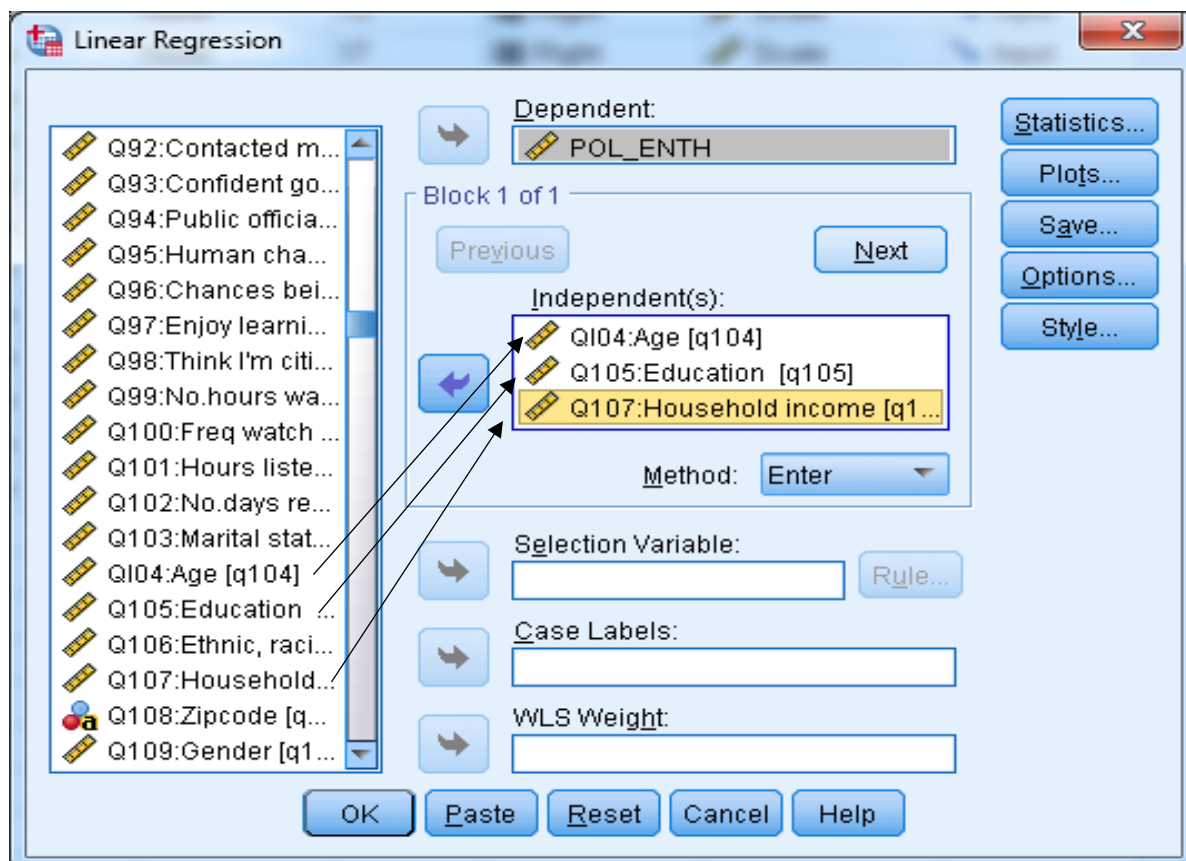 Linear Regression
x
Q92:Contacted m...
Q93:Confident go...
Q94:Public officia...
Q95:Human cha...
Q96:Chances bei...
Q97:Enjoy learni...
Q98:Think I'm citi...
Q99:No.hours wa...
Q100:Freq watch ...
Q101:Hours liste...
Q102:No.days re...
Q103:Marital stat...
QI04:Age [q104]
Q105:Education ...
Q106:Ethnic, raci...
Q107:Household...
a Q108:Zipcode [q...
Q109:Gender [q1...
Dependent:
POL_ENTH
Block 1 of 1
Previous
Next
Independent(s):
QI04:Age [q104]
Q105:Education [q105]
Q107:Household income [q1...
Method: Enter
Selection Variable:
Rule...
Case Labels:
WLS Weight:
Statistics...
Plots...
Save...
Options...
Style...
OK Paste Reset Cancel Help